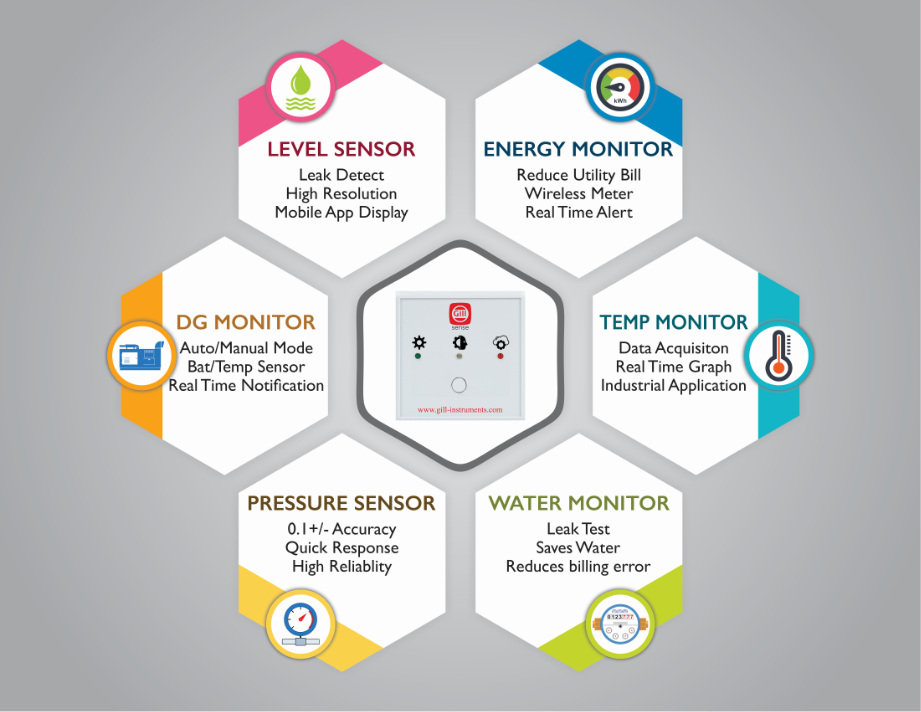 LEVEL SENSOR
Leak Detect
High Resolution
Mobile App Display
ENERGY MONITOR
Reduce Utility Bill
Wireless Meter
Real Time Alert
kWh
DG MONITOR
Auto/Manual Mode
Bat/Temp Sensor
Real Time Notification
Gill
sense
www.gill-instruments.com
TEMP MONITOR
Data Acquisiton
Real Time Graph
Industrial Application
PRESSURE SENSOR
0.1+/- Accuracy
Quick Response
High Reliablity
WATER MONITOR
Leak Test
Saves Water
Reduces billing error
0123777